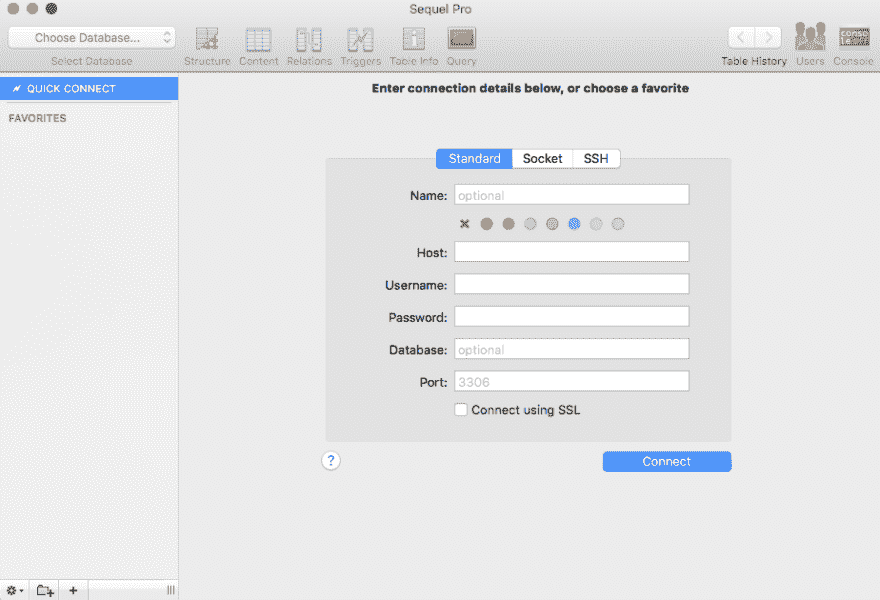 Sequel Pro
Choose Database...
Select Database
Structure
Content
Relations
Triggers
Table Info
Query
Table History
Users
conso
le
Console
QUICK CONNECT
FAVORITES
Enter connection details below, or choose a favorite
Standard
Socket
SSH
Name: optional
Host:
Username:
Password:
Database: optional
Port: 3306
Connect using SSL
?
Connect